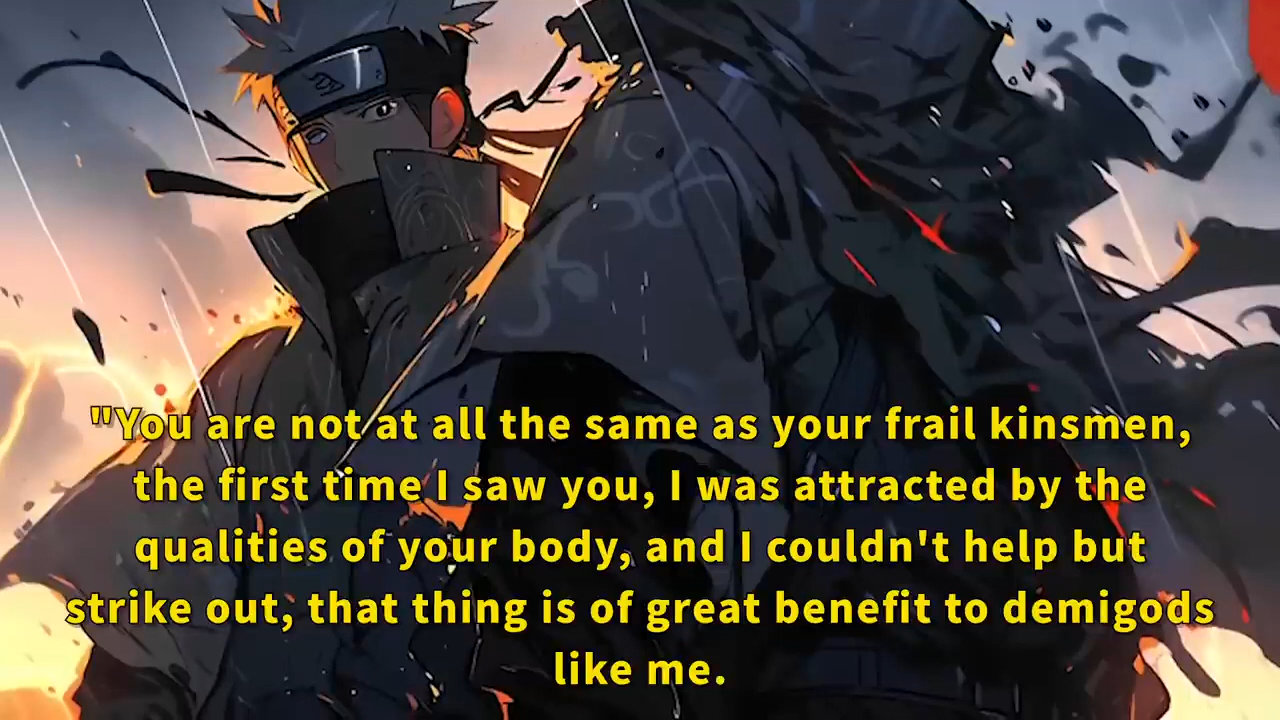 "You are not at all the same as your frail kinsmen,
the first time I saw you, I was attracted by the
qualities of your body, and I couldn't help but
strike out, that thing is of great benefit to demigods
like me.